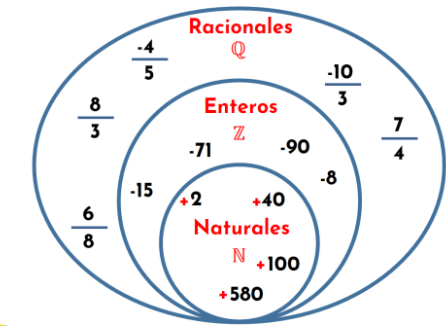 Racionales
ℚ
-4/5
-10/3
8/3
7/4
6/8
Enteros
ℤ
-71
-90
-15
-8
+2
+40
Naturales
ℕ
+100
+580